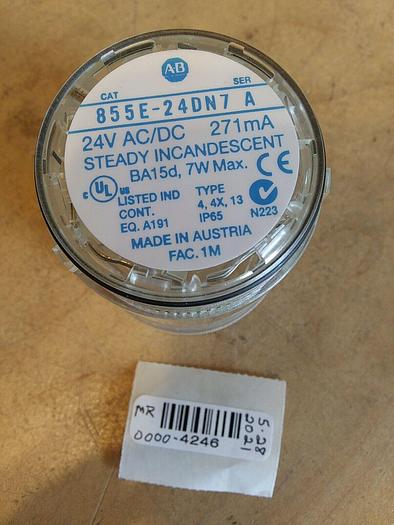 A-B
CAT SER
855E-24DN7 A
24V AC/DC 271mA
STEADY INCANDESCENT
BA15d, 7W Max.
CE
c UL us
LISTED IND
CONT.
EQ. A191
TYPE
4, 4X, 13
IP65
N223
MADE IN AUSTRIA
FAC. 1M
MR
0000-4246
5-28
2021